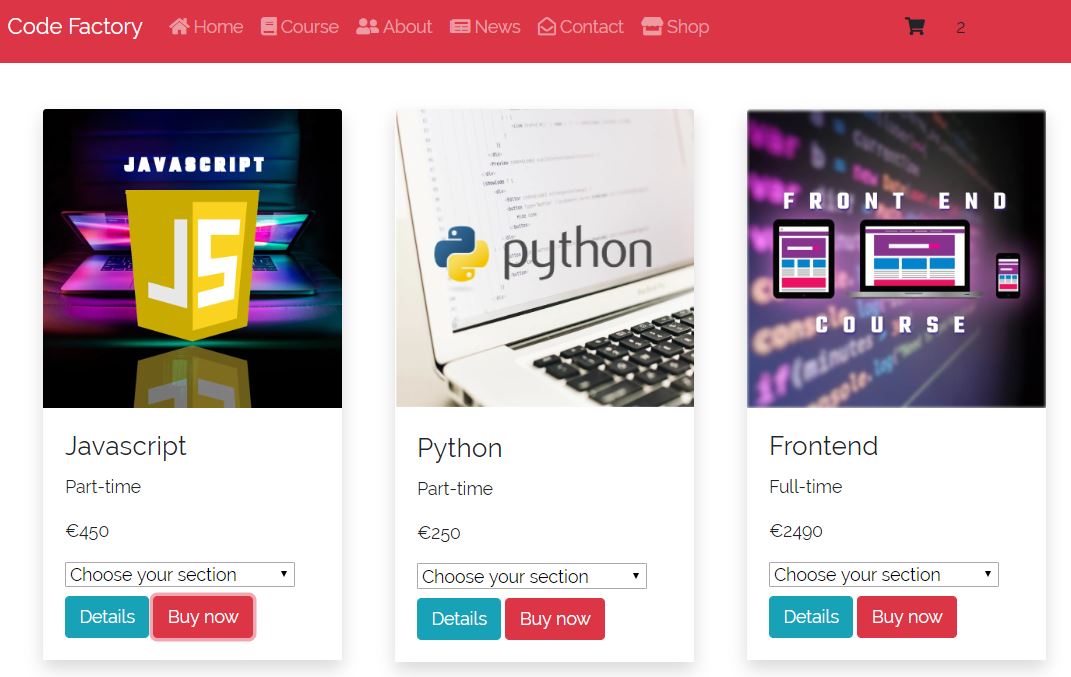 Code Factory Home Course About News Contact Shop 2
JAVASCRIPT
JS
python
FRONT END
COURSE
Javascript
Part-time
€450
Choose your section
Details Buy now
Python
Part-time
€250
Choose your section
Details Buy now
Frontend
Full-time
€2490
Choose your section
Details Buy now